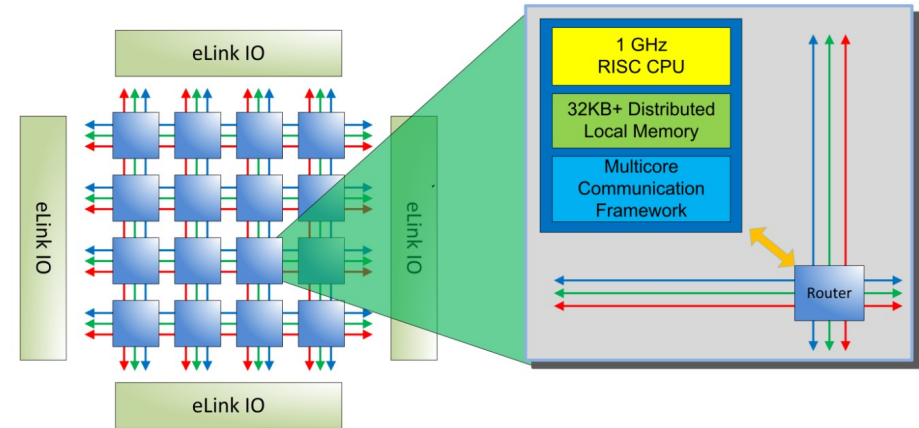 eLink IO
eLink IO
eLink IO
eLink IO
1 GHz
RISC CPU
32KB+ Distributed
Local Memory
Multicore
Communication
Framework
Router